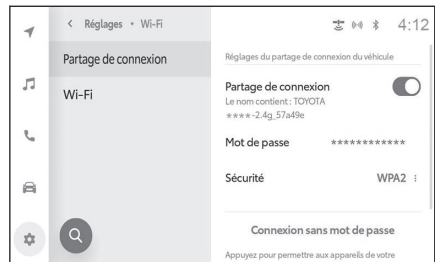 Réglages • Wi-Fi
4:12
Partage de connexion
Wi-Fi
Réglages du partage de connexion du véhicule
Partage de connexion
Le nom contient : TOYOTA
****-2.4g_57a49e
Mot de passe ************
Sécurité WPA2
Connexion sans mot de passe
Appuyez pour permettre aux appareils de votre